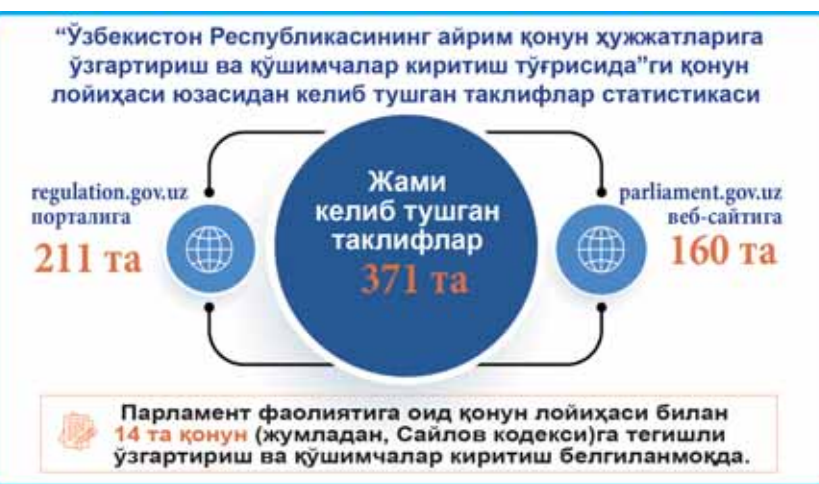 “Ўзбекистон Республикасининг айрим қонун ҳужжатларига
ўзгартириш ва қўшимчалар киритиш тўғрисида”ги қонун
лойиҳаси юзасидан келиб тушган таклифлар статистикаси
regulation.gov.uz
порталига
211 та
Жами
келиб тушган
таклифлар
371 та
parliament.gov.uz
веб-сайтига
160 та
Парламент фаолиятига оид қонун лойиҳаси билан
14 та қонун (жумладан, Сайлов кодекси)га тегишли
ўзгартириш ва қўшимчалар киритиш белгиланмоқда.